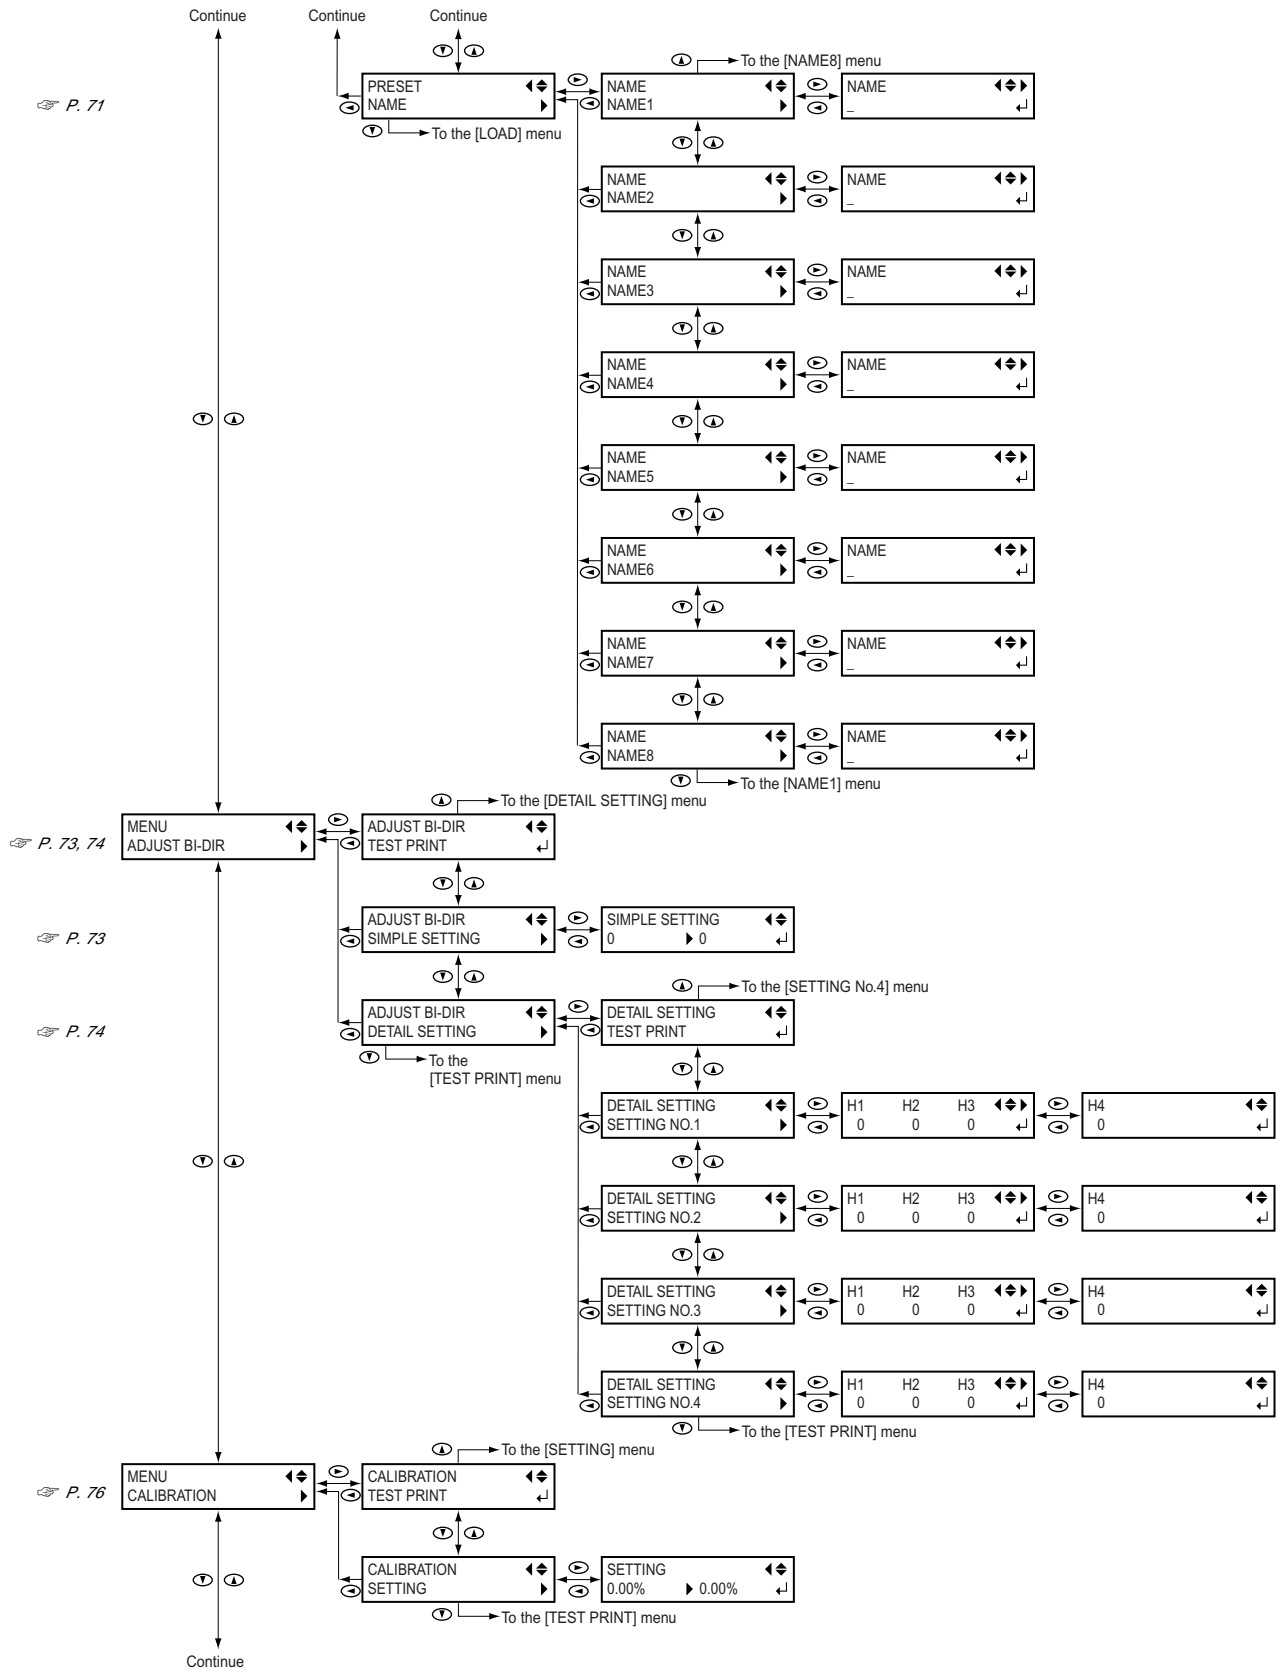 Continue
Continue
Continue
To the [NAME8] menu
P. 71
PRESET
NAME
To the [LOAD] menu
NAME
NAME1
NAME
_
NAME
NAME2
NAME
_
NAME
NAME3
NAME
_
NAME
NAME4
NAME
_
NAME
NAME5
NAME
_
NAME
NAME6
NAME
_
NAME
NAME7
NAME
_
NAME
NAME8
NAME
_
To the [NAME1] menu
To the [DETAIL SETTING] menu
P. 73, 74
MENU
ADJUST BI-DIR
ADJUST BI-DIR
TEST PRINT
P. 73
ADJUST BI-DIR
SIMPLE SETTING
SIMPLE SETTING
0 0
To the [SETTING No.4] menu
P. 74
ADJUST BI-DIR
DETAIL SETTING
To the
[TEST PRINT] menu
DETAIL SETTING
TEST PRINT
DETAIL SETTING
SETTING NO.1
H1 H2 H3
0 0 0
H4
0
DETAIL SETTING
SETTING NO.2
H1 H2 H3
0 0 0
H4
0
DETAIL SETTING
SETTING NO.3
H1 H2 H3
0 0 0
H4
0
DETAIL SETTING
SETTING NO.4
H1 H2 H3
0 0 0
H4
0
To the [TEST PRINT] menu
To the [SETTING] menu
P. 76
MENU
CALIBRATION
CALIBRATION
TEST PRINT
CALIBRATION
SETTING
SETTING
0.00% 0.00%
To the [TEST PRINT] menu
Continue